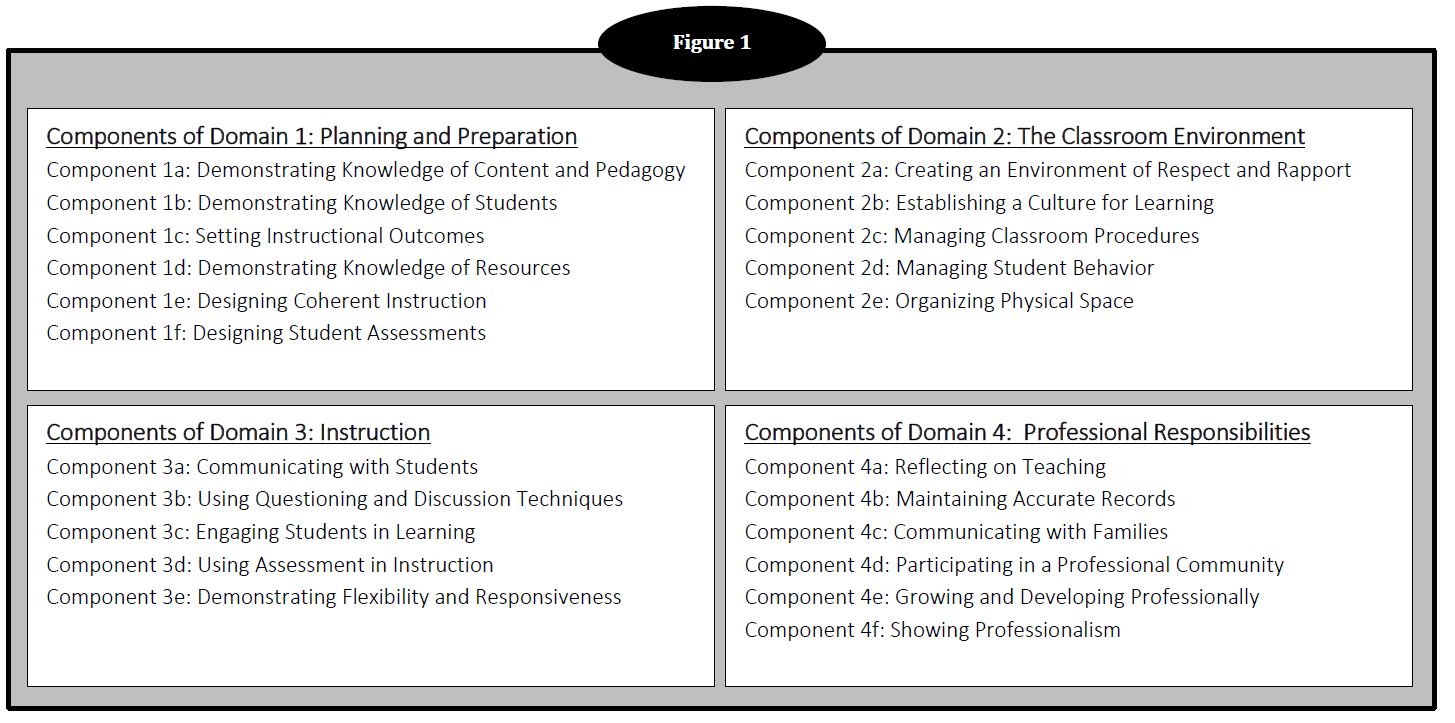 Figure 1
Components of Domain 1: Planning and Preparation
Component 1a: Demonstrating Knowledge of Content and Pedagogy
Component 1b: Demonstrating Knowledge of Students
Component 1c: Setting Instructional Outcomes
Component 1d: Demonstrating Knowledge of Resources
Component 1e: Designing Coherent Instruction
Component 1f: Designing Student Assessments
Components of Domain 2: The Classroom Environment
Component 2a: Creating an Environment of Respect and Rapport
Component 2b: Establishing a Culture for Learning
Component 2c: Managing Classroom Procedures
Component 2d: Managing Student Behavior
Component 2e: Organizing Physical Space
Components of Domain 3: Instruction
Component 3a: Communicating with Students
Component 3b: Using Questioning and Discussion Techniques
Component 3c: Engaging Students in Learning
Component 3d: Using Assessment in Instruction
Component 3e: Demonstrating Flexibility and Responsiveness
Components of Domain 4: Professional Responsibilities
Component 4a: Reflecting on Teaching
Component 4b: Maintaining Accurate Records
Component 4c: Communicating with Families
Component 4d: Participating in a Professional Community
Component 4e: Growing and Developing Professionally
Component 4f: Showing Professionalism